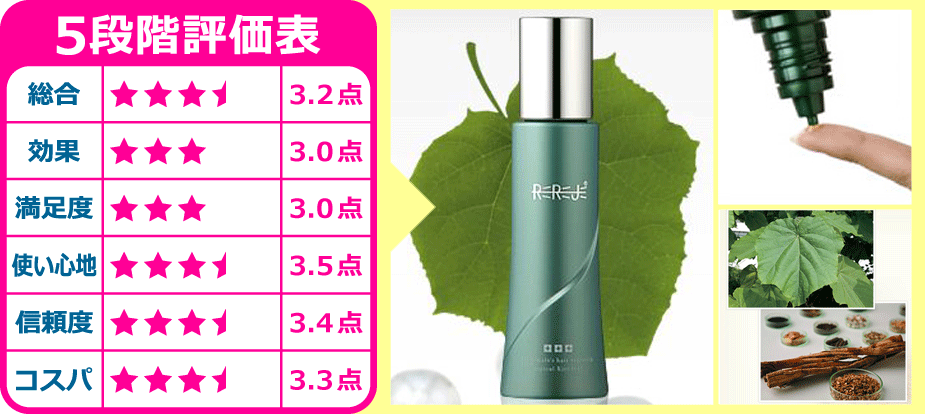 5段階評価表
総合 3.2点
効果 3.0点
満足度 3.0点
使い心地 3.5点
信頼度 3.4点
コスパ 3.3点